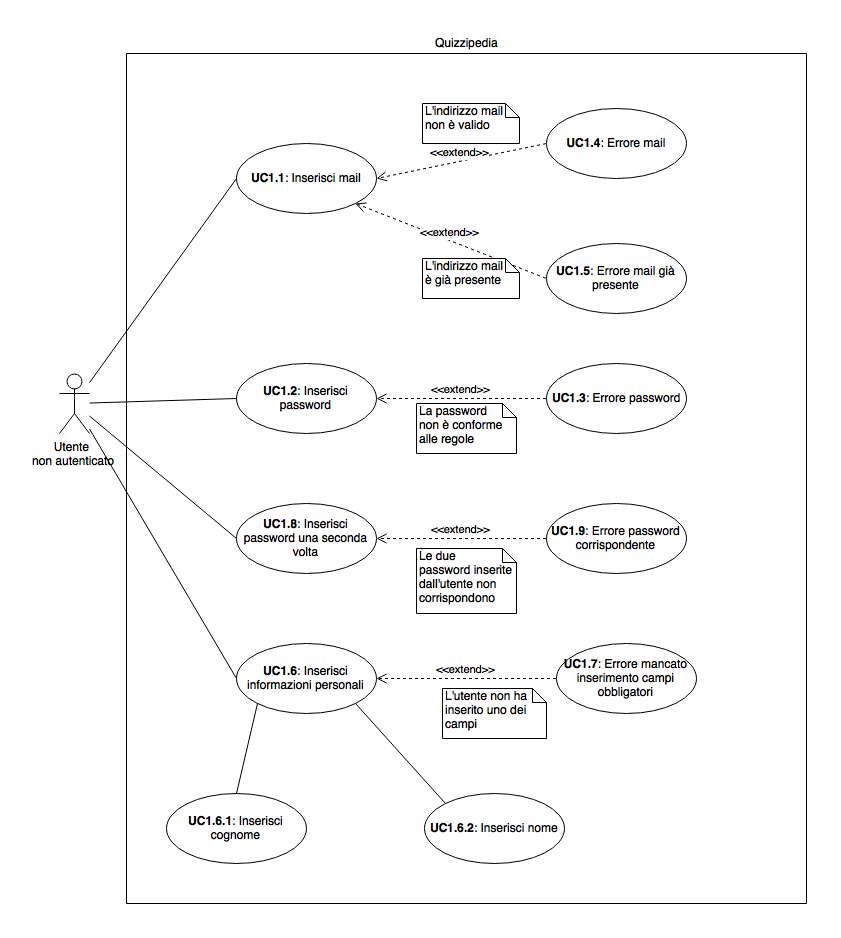 Quizzipedia
L'indirizzo mail
non è valido
UC1.4: Errore mail
<<extend>>
UC1.1: Inserisci mail
<<extend>>
L'indirizzo mail
è già presente
UC1.5: Errore mail già
presente
UC1.2: Inserisci
password
<<extend>>
UC1.3: Errore password
La password
non è conforme
alle regole
Utente
non autenticato
UC1.8: Inserisci
password una seconda
volta
<<extend>>
UC1.9: Errore password
corrispondente
Le due
password inserite
dall'utente non
corrispondono
UC1.6: Inserisci
informazioni personali
<<extend>>
UC1.7: Errore mancato
inserimento campi
obbligatori
L'utente non ha
inserito uno dei
campi
UC1.6.1: Inserisci
cognome
UC1.6.2: Inserisci nome